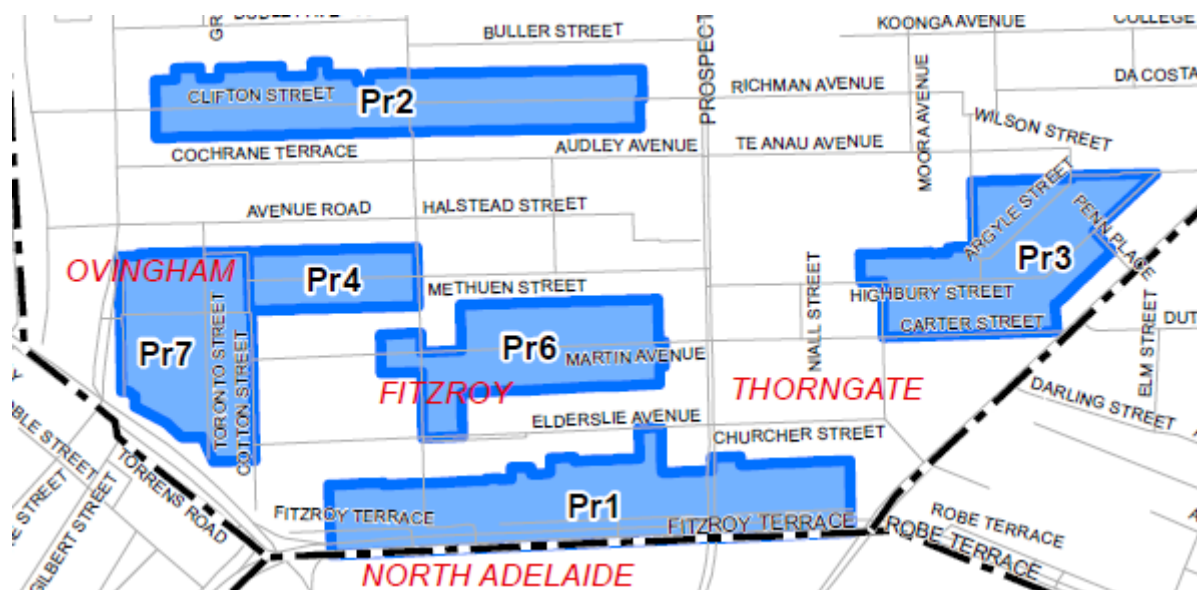 KOONGA AVENUE
COLLEGE
BULLER STREET
PROSPECT
RICHMAN AVENUE
DA COSTA
CLIFTON STREET
Pr2
MOORA AVENUE
WILSON STREET
COCHRANE TERRACE
AUDLEY AVENUE
TE ANAU AVENUE
AVENUE ROAD
HALSTEAD STREET
ARGYLE STREET
PENN PLACE
OVINGHAM
Pr4
METHUEN STREET
Pr3
NIALL STREET
HIGHBURY STREET
CARTER STREET
DUT
ELM STREET
Pr7
TORONTO STREET
COTTON STREET
Pr6
MARTIN AVENUE
FITZROY
THORNGATE
DARLING STREET
ELDERSLIE AVENUE
CHURCHER STREET
OBLE STREET
TORRENS ROAD
GILBERT STREET
Pr1
FITZROY TERRACE
FITZROY TERRACE
ROBE TERRACE
ROBE TERRACE
NORTH ADELAIDE